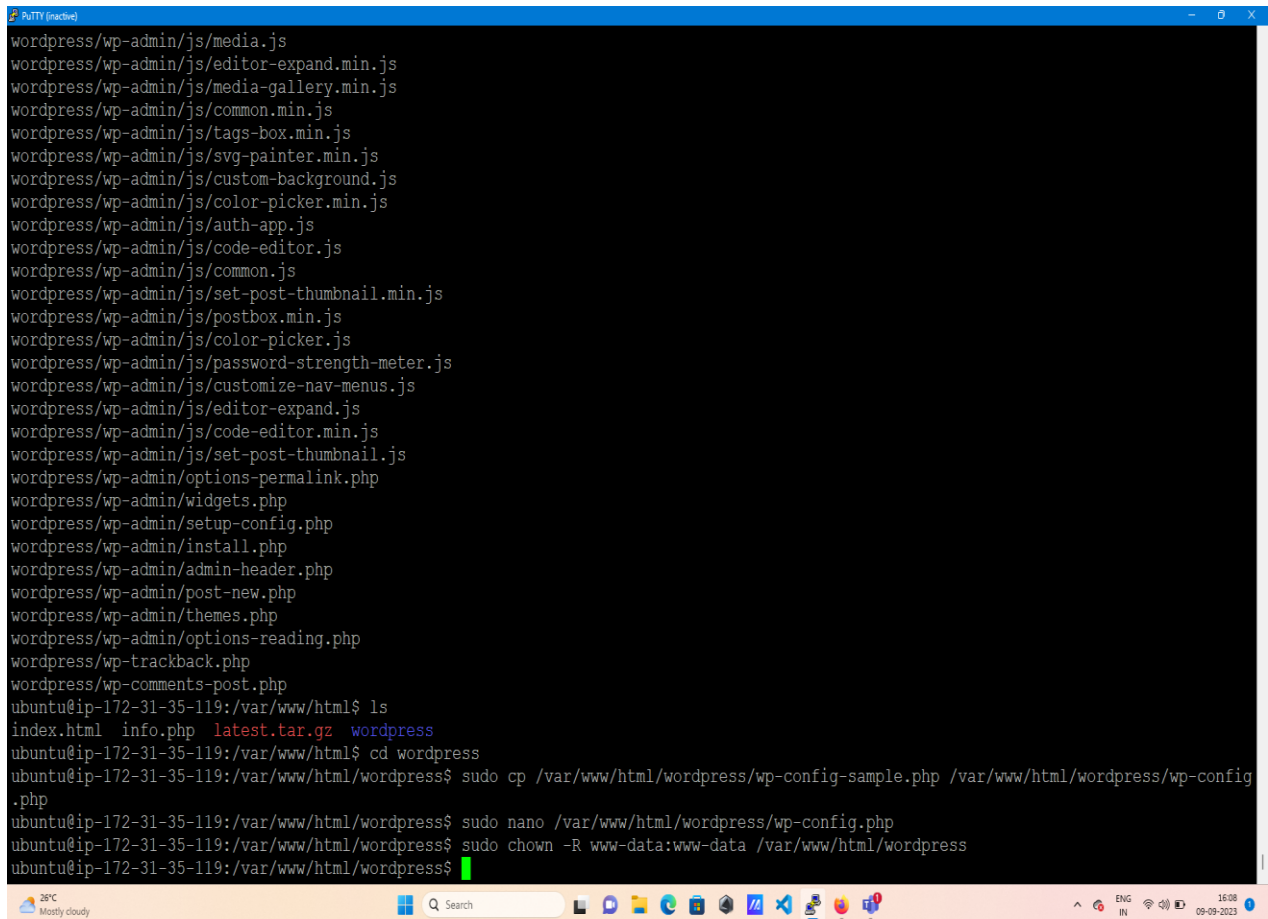 PuTTY (inactive)
wordpress/wp-admin/js/media.js
wordpress/wp-admin/js/editor-expand.min.js
wordpress/wp-admin/js/media-gallery.min.js
wordpress/wp-admin/js/common.min.js
wordpress/wp-admin/js/tags-box.min.js
wordpress/wp-admin/js/svg-painter.min.js
wordpress/wp-admin/js/custom-background.js
wordpress/wp-admin/js/color-picker.min.js
wordpress/wp-admin/js/auth-app.js
wordpress/wp-admin/js/code-editor.js
wordpress/wp-admin/js/common.js
wordpress/wp-admin/js/set-post-thumbnail.min.js
wordpress/wp-admin/js/postbox.min.js
wordpress/wp-admin/js/color-picker.js
wordpress/wp-admin/js/password-strength-meter.js
wordpress/wp-admin/js/customize-nav-menus.js
wordpress/wp-admin/js/editor-expand.js
wordpress/wp-admin/js/code-editor.min.js
wordpress/wp-admin/js/set-post-thumbnail.js
wordpress/wp-admin/options-permalink.php
wordpress/wp-admin/widgets.php
wordpress/wp-admin/setup-config.php
wordpress/wp-admin/install.php
wordpress/wp-admin/admin-header.php
wordpress/wp-admin/post-new.php
wordpress/wp-admin/themes.php
wordpress/wp-admin/options-reading.php
wordpress/wp-trackback.php
wordpress/wp-comments-post.php
ubuntu@ip-172-31-35-119:/var/www/html$ ls
index.html  info.php  latest.tar.gz  wordpress
ubuntu@ip-172-31-35-119:/var/www/html$ cd wordpress
ubuntu@ip-172-31-35-119:/var/www/html/wordpress$ sudo cp /var/www/html/wordpress/wp-config-sample.php /var/www/html/wordpress/wp-config
.php
ubuntu@ip-172-31-35-119:/var/www/html/wordpress$ sudo nano /var/www/html/wordpress/wp-config.php
ubuntu@ip-172-31-35-119:/var/www/html/wordpress$ sudo chown -R www-data:www-data /var/www/html/wordpress
ubuntu@ip-172-31-35-119:/var/www/html/wordpress$
26°C
Mostly cloudy
Search
ENG
IN
16:08
09-09-2023
1